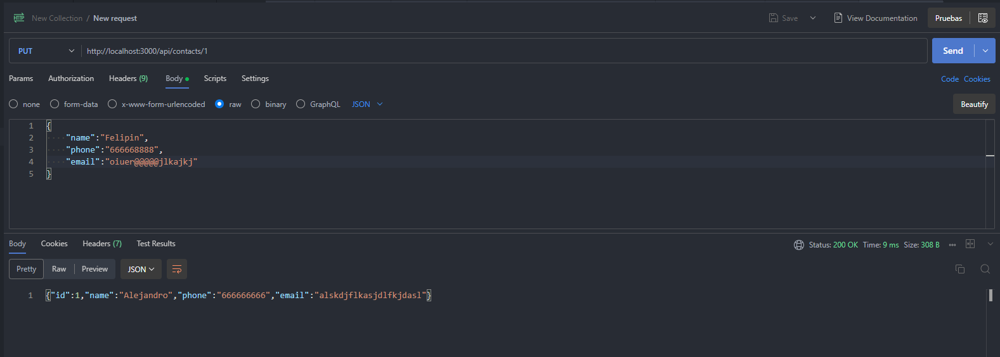 HTTP New Collection / New request Save View Documentation Pruebas
PUT http://localhost:3000/api/contacts/1 Send
Params Authorization Headers (9) Body Scripts Settings Code Cookies
none form-data x-www-form-urlencoded raw binary GraphQL JSON Beautify
1 {
2 "name":"Felipin",
3 "phone":"666668888",
4 "email":"oiuer@@@@@jlkajkj"
5 }
Body Cookies Headers (7) Test Results Status: 200 OK Time: 9 ms Size: 308 B
Pretty Raw Preview JSON
1 {"id":1,"name":"Alejandro","phone":"666666666","email":"alskdjflkasjdlfkjdasl"}